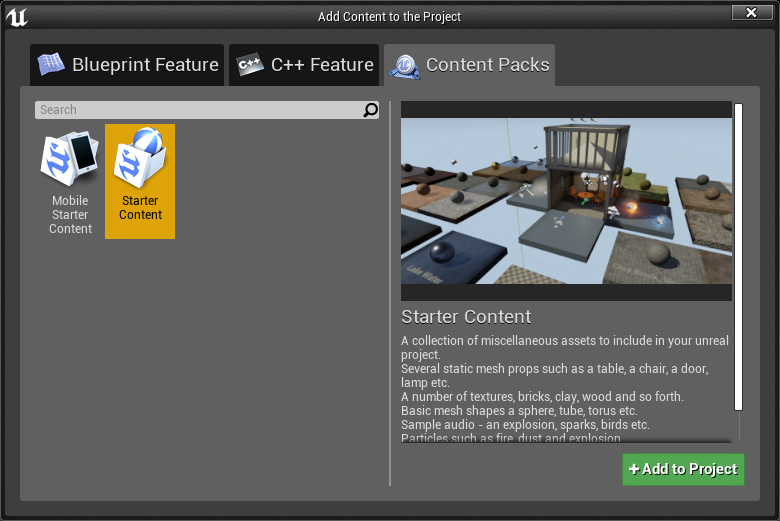 Add Content to the Project
Blueprint Feature
C++
C++ Feature
Content Packs
Search
Mobile
Starter
Content
Starter
Content
Lake Water
Starter Content
A collection of miscellaneous assets to include in your unreal
project.
Several static mesh props such as a table, a chair, a door,
lamp etc.
A number of textures, bricks, clay, wood and so forth.
Basic mesh shapes a sphere, tube, torus etc.
Sample audio - an explosion, sparks, birds etc.
Particles such as fire, dust and explosion
+ Add to Project